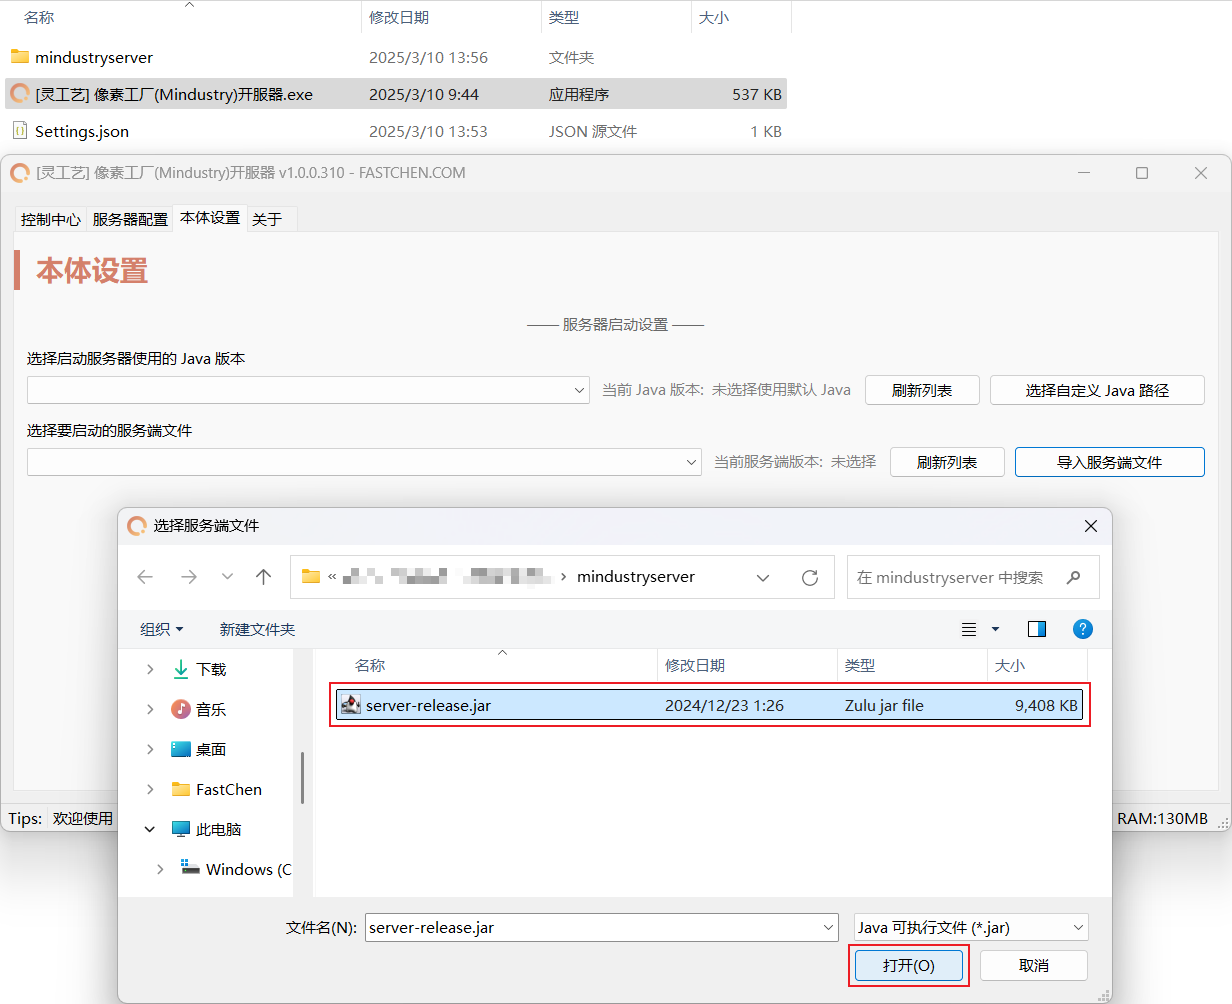 名称 修改日期 类型 大小
mindustryserver 2025/3/10 13:56 文件夹
[灵工艺] 像素工厂(Mindustry)开服器.exe 2025/3/10 9:44 应用程序 537 KB
Settings.json 2025/3/10 13:53 JSON 源文件 1 KB
[灵工艺] 像素工厂(Mindustry)开服器 v1.0.0.310 - FASTCHEN.COM
控制中心 服务器配置 本体设置 关于
本体设置
—— 服务器启动设置 ——
选择启动服务器使用的 Java 版本
当前 Java 版本: 未选择使用默认 Java 刷新列表 选择自定义 Java 路径
选择要启动的服务端文件
当前服务端版本: 未选择 刷新列表 导入服务端文件
选择服务端文件
« › mindustryserver 在 mindustryserver 中搜索
组织 新建文件夹
名称 修改日期 类型 大小
下载
server-release.jar 2024/12/23 1:26 Zulu jar file 9,408 KB
音乐
桌面
FastChen
此电脑
Windows (C
Tips: 欢迎使用 RAM:130MB
文件名(N): server-release.jar Java 可执行文件 (*.jar)
打开(O) 取消